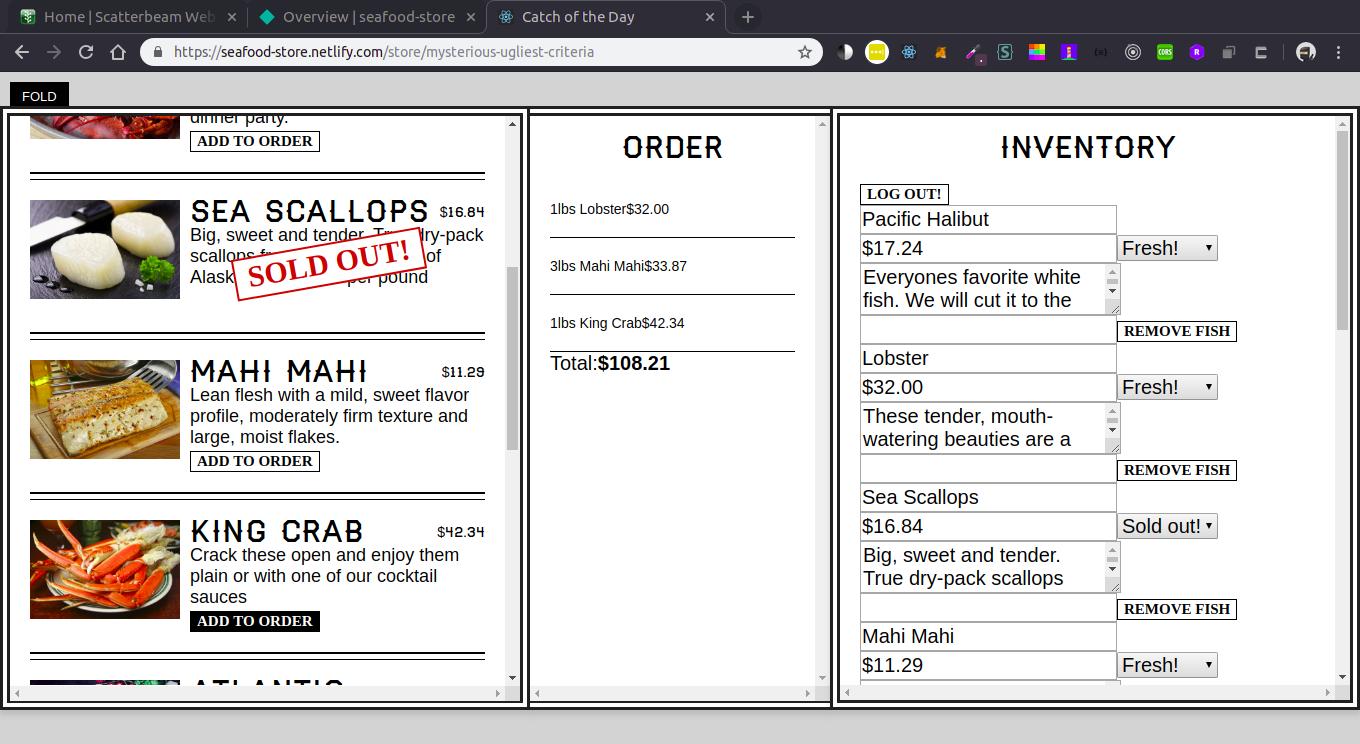 Home | Scatterbeam Web
Overview | seafood-store
Catch of the Day
https://seafood-store.netlify.com/store/mysterious-ugliest-criteria
FOLD
dinner party.
ADD TO ORDER
SEA SCALLOPS
$16.84
Big, sweet and tender. True dry-pack
scallops of
Alaska per pound
SOLD OUT!
MAHI MAHI
$11.29
Lean flesh with a mild, sweet flavor
profile, moderately firm texture and
large, moist flakes.
ADD TO ORDER
KING CRAB
$42.34
Crack these open and enjoy them
plain or with one of our cocktail
sauces
ADD TO ORDER
ATLANTIC
ORDER
1lbs Lobster$32.00
3lbs Mahi Mahi$33.87
1lbs King Crab$42.34
Total:$108.21
INVENTORY
LOG OUT!
Pacific Halibut
$17.24
Fresh!
Everyones favorite white
fish. We will cut it to the
REMOVE FISH
Lobster
$32.00
Fresh!
These tender, mouth-
watering beauties are a
REMOVE FISH
Sea Scallops
$16.84
Sold out!
Big, sweet and tender.
True dry-pack scallops
REMOVE FISH
Mahi Mahi
$11.29
Fresh!